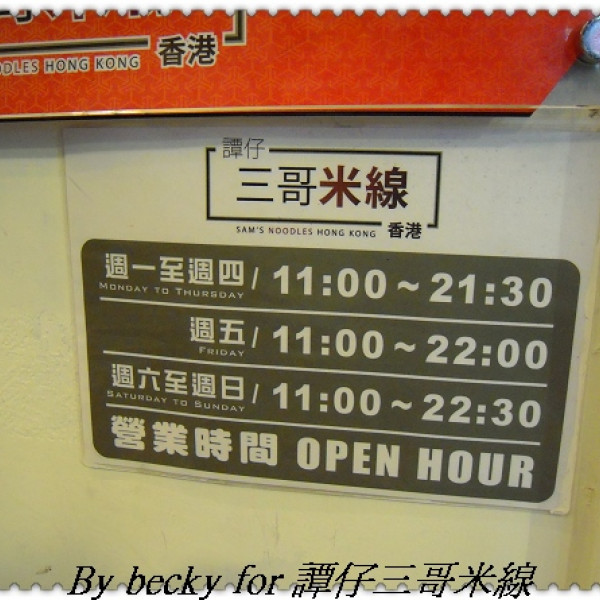 NOODLES HONG KONG 香港
譚仔
三哥米線
SAM'S NOODLES HONG KONG 香港
週一至週四 / 11:00 ~ 21:30
MONDAY TO THURSDAY
週五 / 11:00 ~ 22:00
FRIDAY
週六至週日 / 11:00 ~ 22:30
SATURDAY TO SUNDAY
營業時間 OPEN HOUR
By becky for 譚仔三哥米線